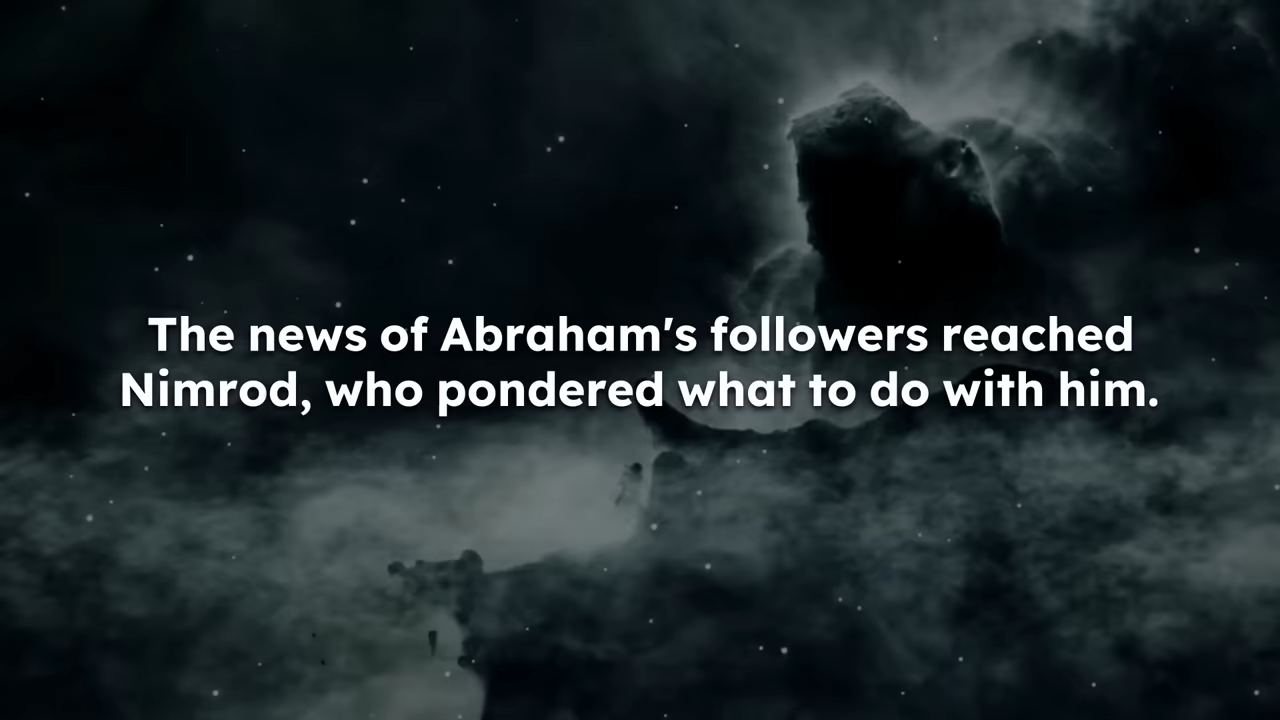 The news of Abraham's followers reached
Nimrod, who pondered what to do with him.